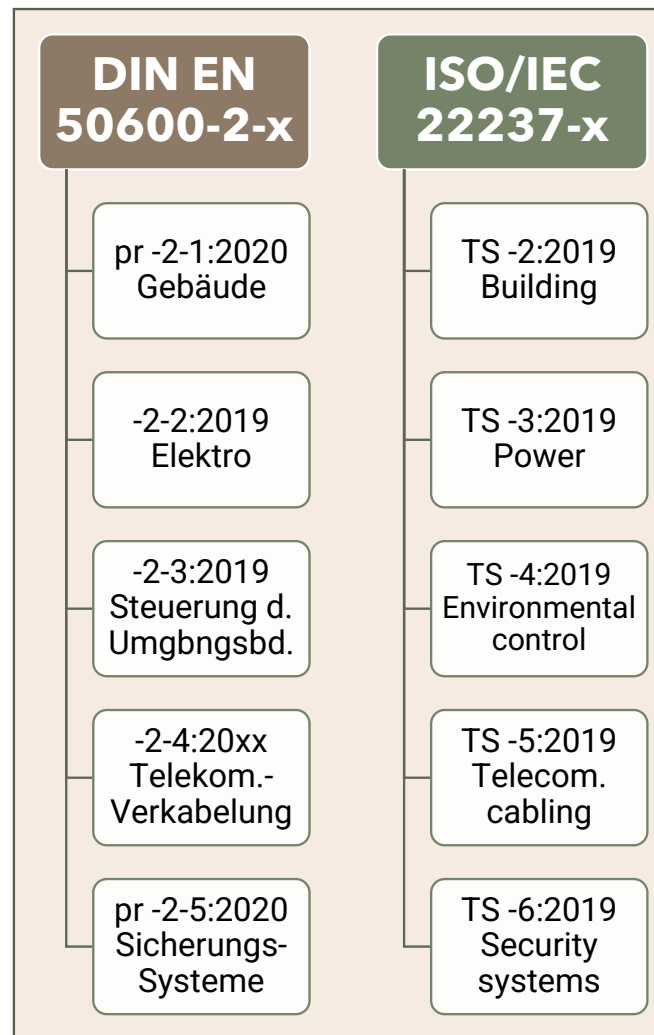 DIN EN
50600-2-x
pr -2-1:2020
Gebäude
-2-2:2019
Elektro
-2-3:2019
Steuerung d.
Umgbngsbd.
-2-4:20xx
Telekom.-
Verkabelung
pr -2-5:2020
Sicherungs-
Systeme
ISO/IEC
22237-x
TS -2:2019
Building
TS -3:2019
Power
TS -4:2019
Environmental
control
TS -5:2019
Telecom.
cabling
TS -6:2019
Security
systems